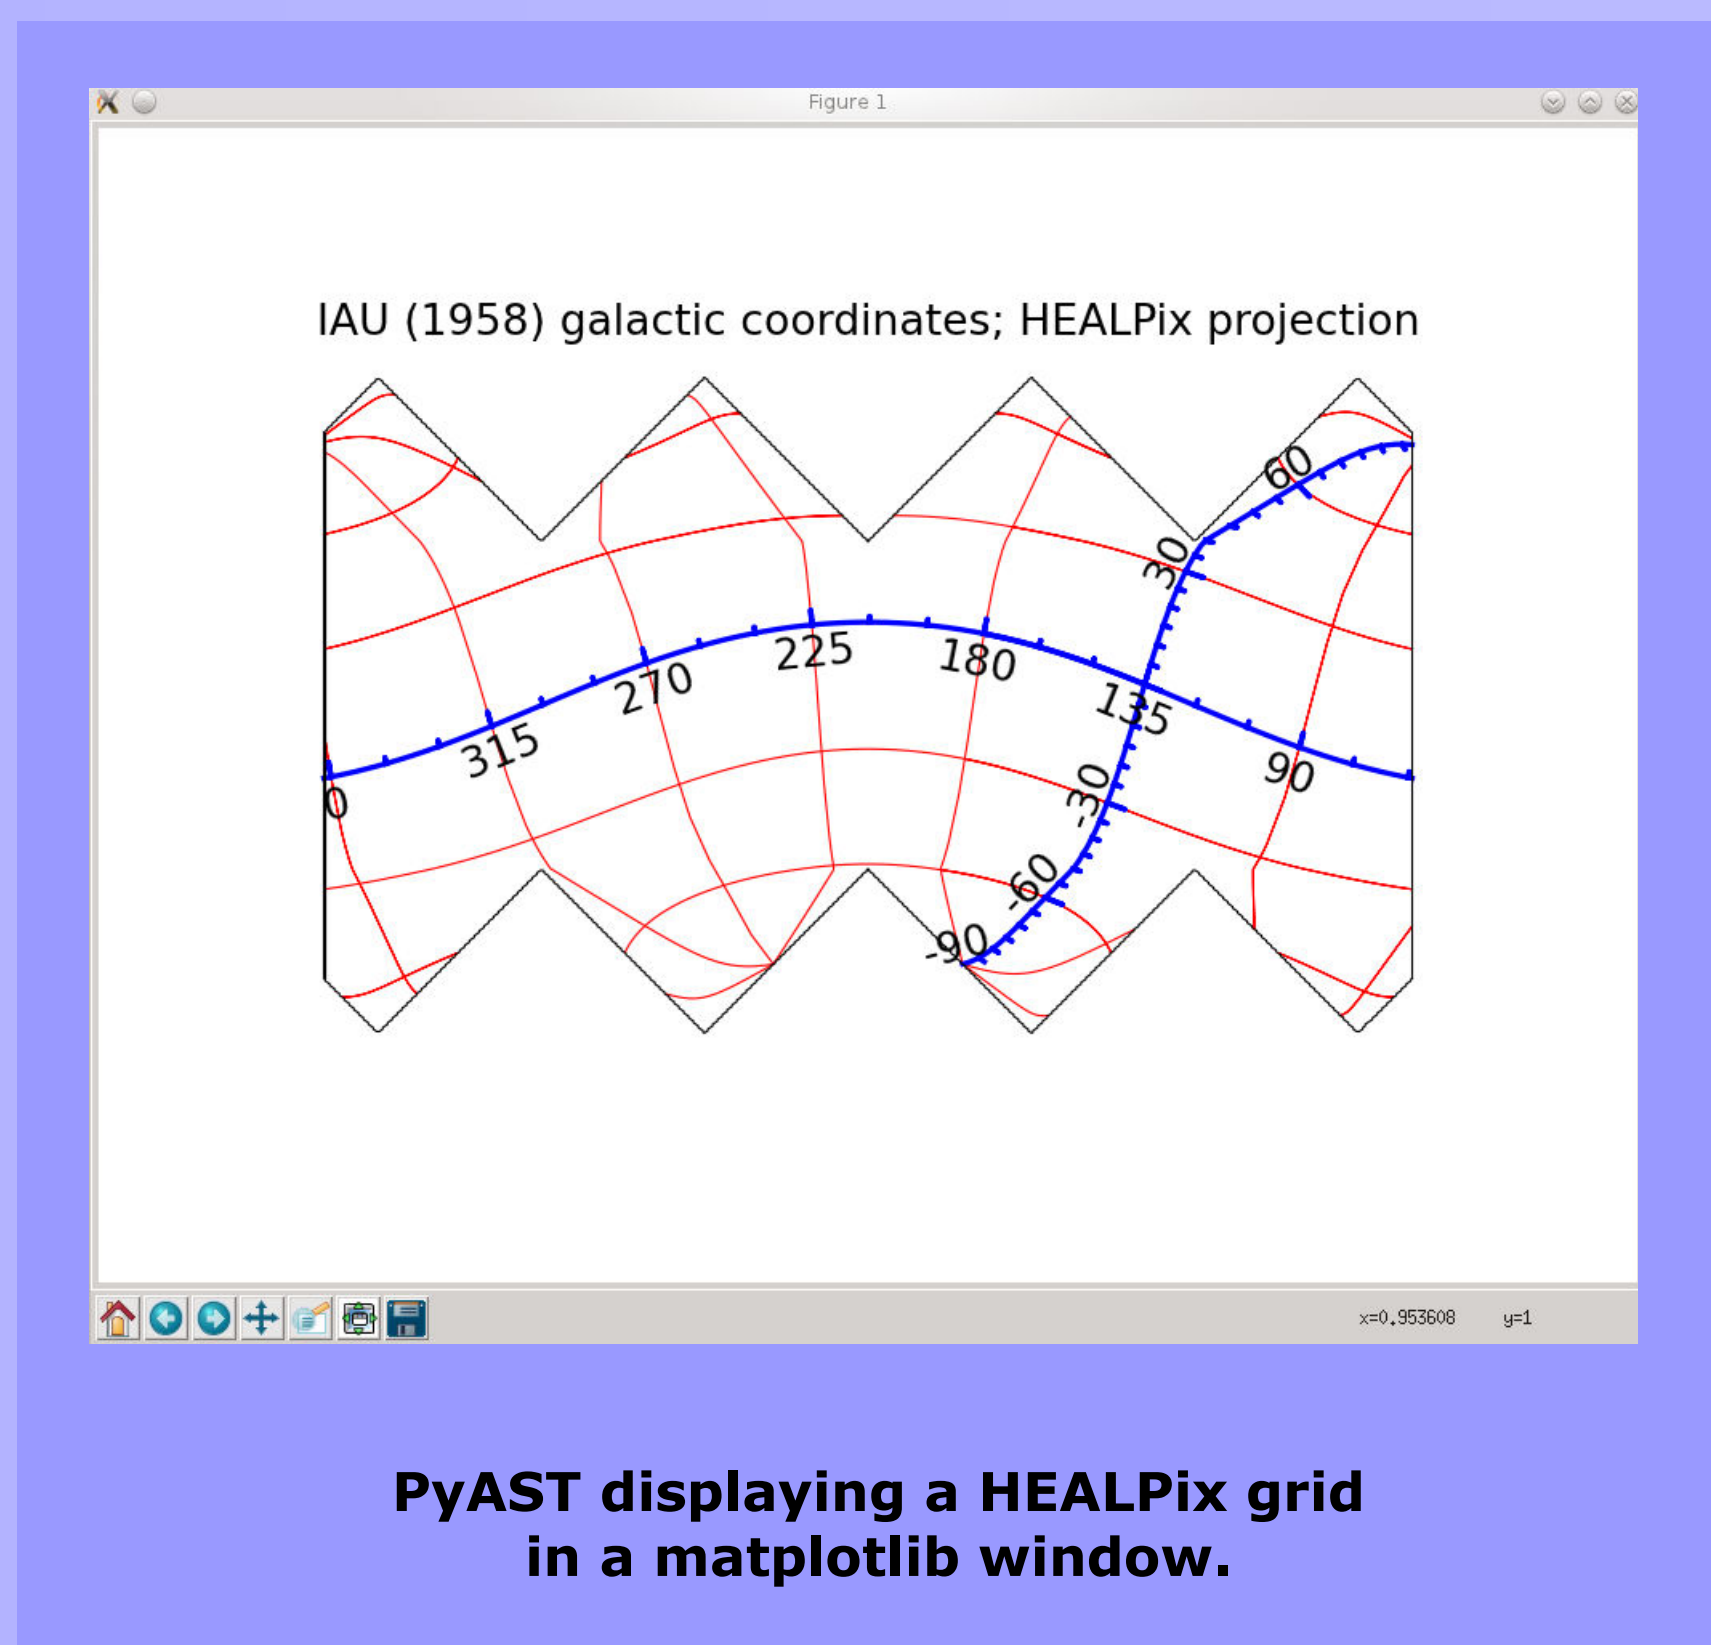 Figure 1
IAU (1958) galactic coordinates; HEALPix projection
60
30
225
180
270
135
315
90
0
-30
-60
-90
x=0.953608 y=1
PyAST displaying a HEALPix grid
in a matplotlib window.